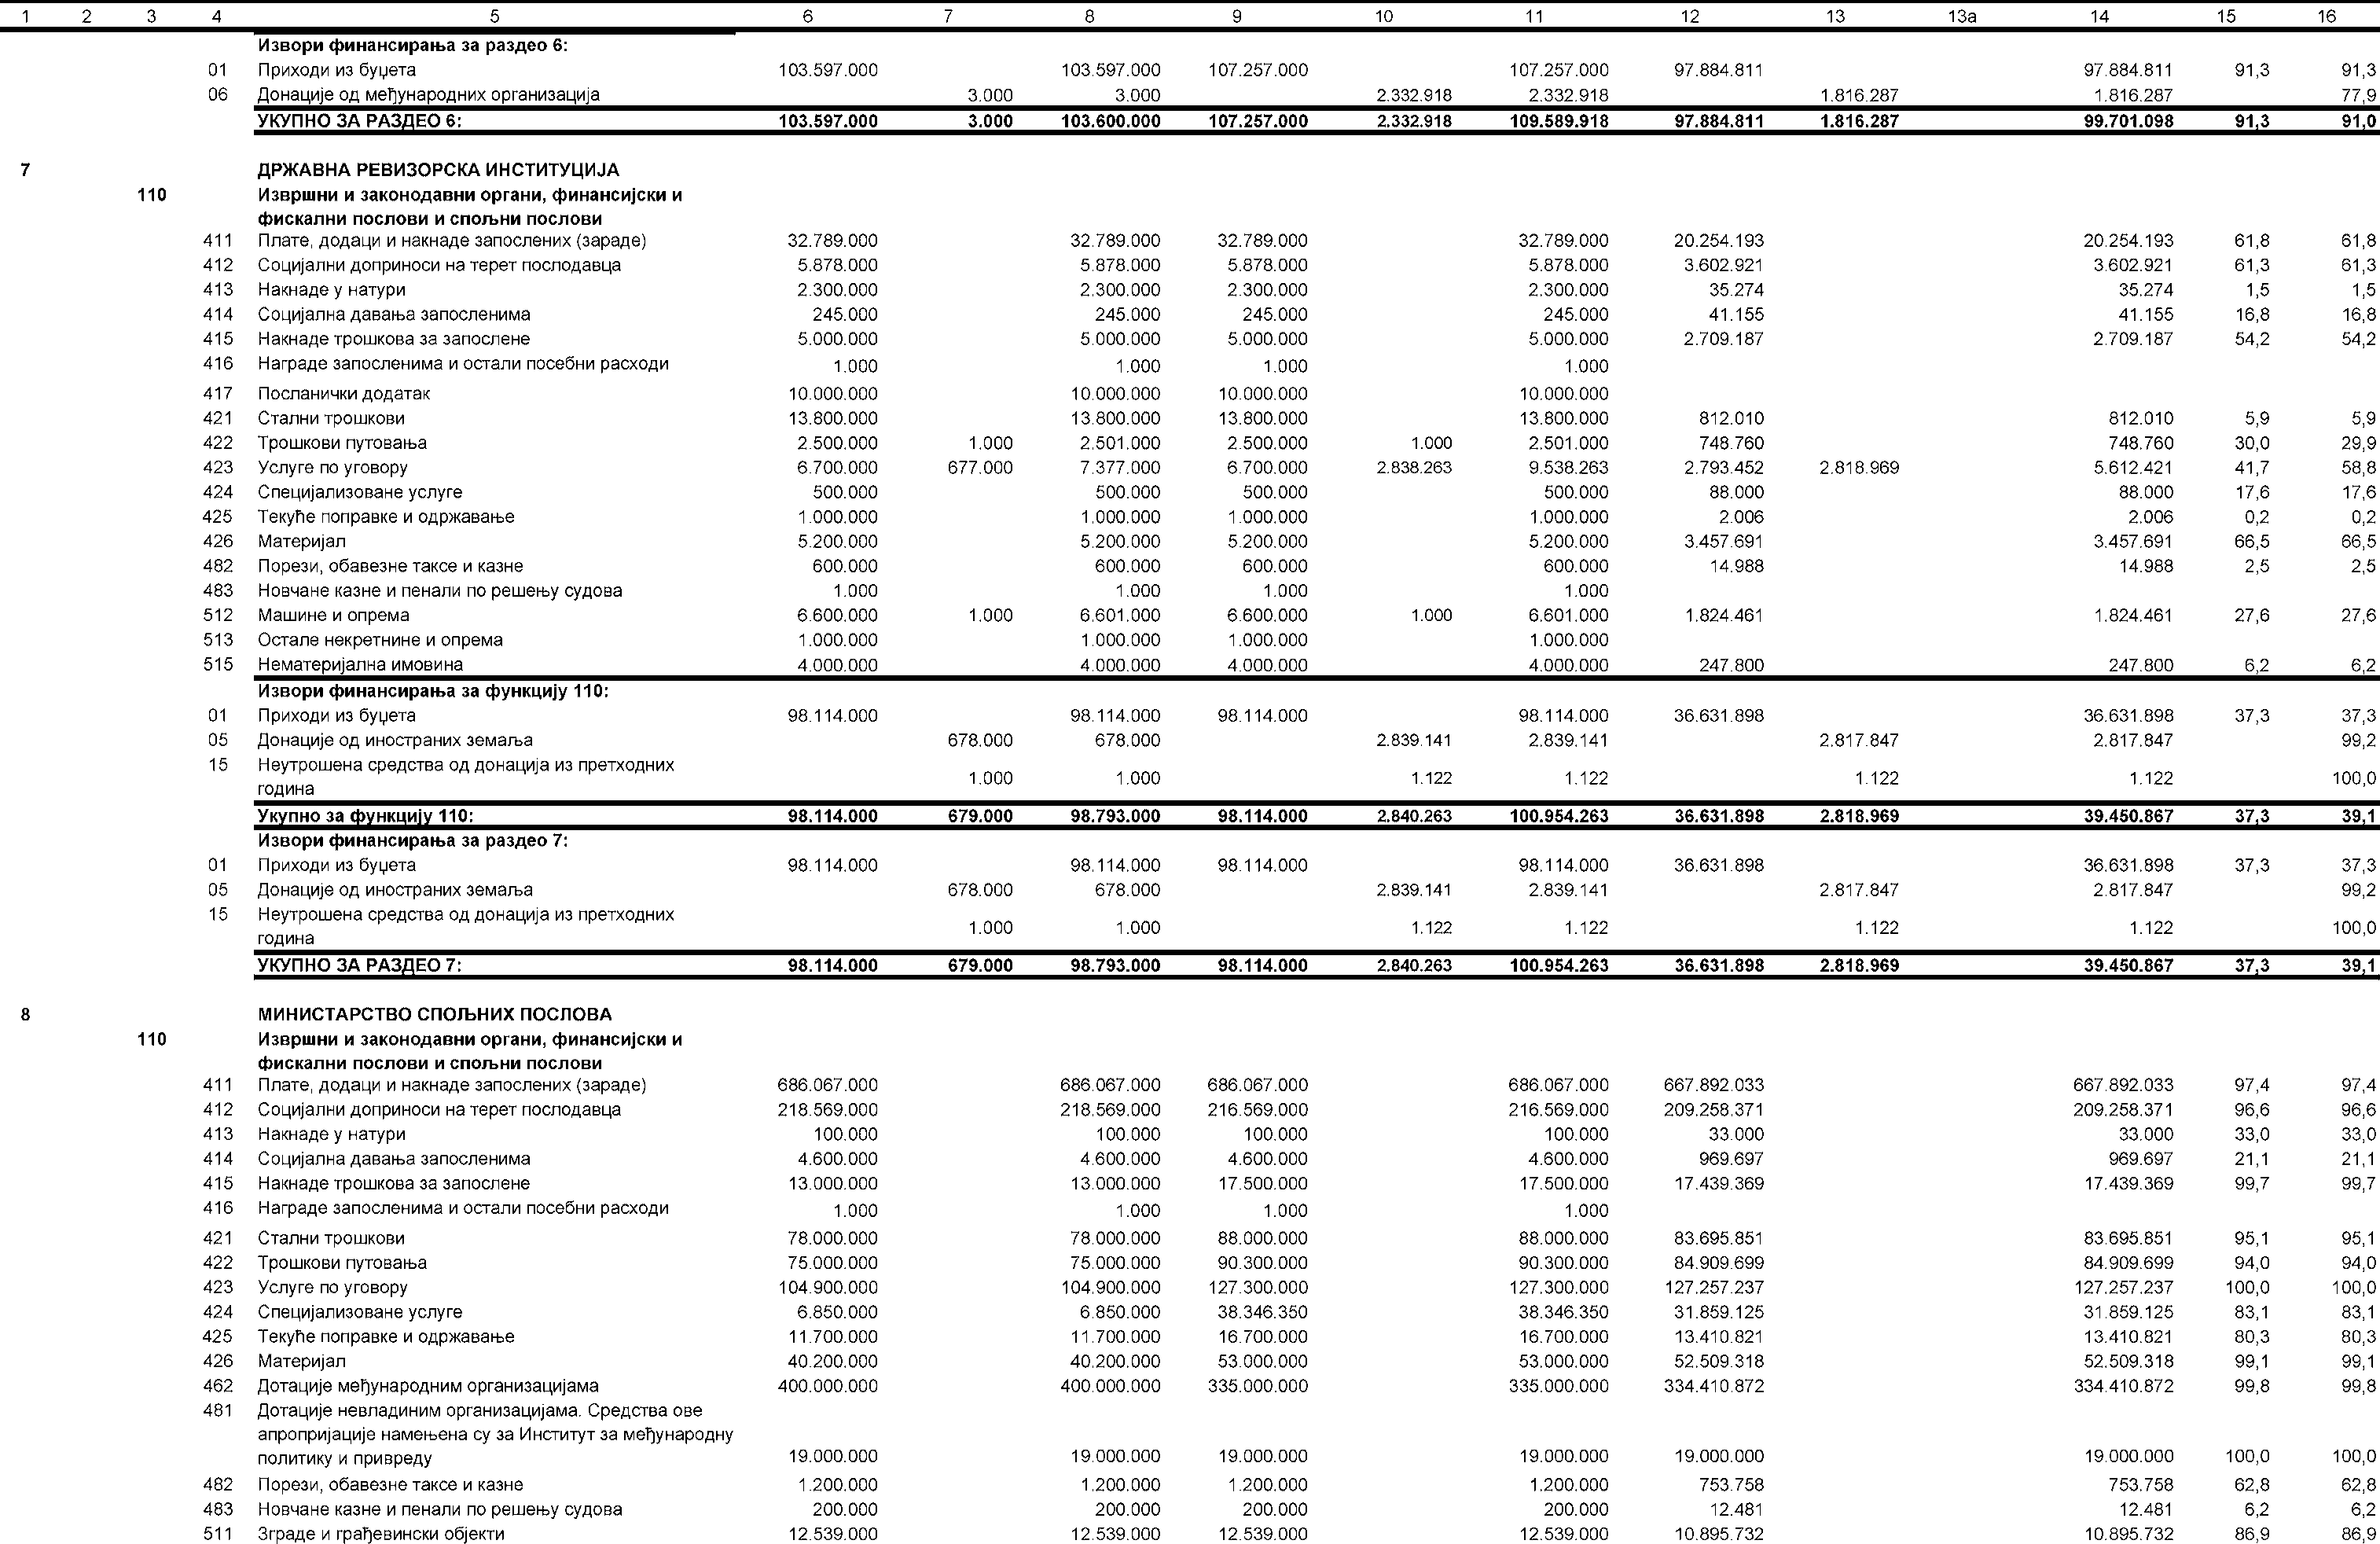 1 2 3 4 5 6 7 8 9 10 11 12 13 13a 14 15 16
Извори финансирања за раздео 6:
01 Приходи из буџета 103.597.000 103.597.000 107.257.000 107.257.000 97.884.811 97.884.811 91,3 91,3
06 Донације од међународних организација 3.000 3.000 2.332.918 2.332.918 1.816.287 1.816.287 77,9
УКУПНО ЗА РАЗДЕО 6: 103.597.000 3.000 103.600.000 107.257.000 2.332.918 109.589.918 97.884.811 1.816.287 99.701.098 91,3 91,0
7 ДРЖАВНА РЕВИЗОРСКА ИНСТИТУЦИЈА
110 Извршни и законодавни органи, финансијски и
фискални послови и спољни послови
411 Плате, додаци и накнаде запослених (зараде) 32.789.000 32.789.000 32.789.000 32.789.000 20.254.193 20.254.193 61,8 61,8
412 Социјални доприноси на терет послодавца 5.878.000 5.878.000 5.878.000 5.878.000 3.602.921 3.602.921 61,3 61,3
413 Накнаде у натури 2.300.000 2.300.000 2.300.000 2.300.000 35.274 35.274 1,5 1,5
414 Социјална давања запосленима 245.000 245.000 245.000 245.000 41.155 41.155 16,8 16,8
415 Накнаде трошкова за запослене 5.000.000 5.000.000 5.000.000 5.000.000 2.709.187 2.709.187 54,2 54,2
416 Награде запосленима и остали посебни расходи 1.000 1.000 1.000 1.000
417 Посланички додатак 10.000.000 10.000.000 10.000.000 10.000.000
421 Стални трошкови 13.800.000 13.800.000 13.800.000 13.800.000 812.010 812.010 5,9 5,9
422 Трошкови путовања 2.500.000 1.000 2.501.000 2.500.000 1.000 2.501.000 748.760 748.760 30,0 29,9
423 Услуге по уговору 6.700.000 677.000 7.377.000 6.700.000 2.838.263 9.538.263 2.793.452 2.818.969 5.612.421 41,7 58,8
424 Специјализоване услуге 500.000 500.000 500.000 500.000 88.000 88.000 17,6 17,6
425 Текуће поправке и одржавање 1.000.000 1.000.000 1.000.000 1.000.000 2.006 2.006 0,2 0,2
426 Материјал 5.200.000 5.200.000 5.200.000 5.200.000 3.457.691 3.457.691 66,5 66,5
482 Порези, обавезне таксе и казне 600.000 600.000 600.000 600.000 14.988 14.988 2,5 2,5
483 Новчане казне и пенали по решењу судова 1.000 1.000 1.000 1.000
512 Машине и опрема 6.600.000 1.000 6.601.000 6.600.000 1.000 6.601.000 1.824.461 1.824.461 27,6 27,6
513 Остале некретнине и опрема 1.000.000 1.000.000 1.000.000 1.000.000
515 Нематеријална имовина 4.000.000 4.000.000 4.000.000 4.000.000 247.800 247.800 6,2 6,2
Извори финансирања за функцију 110:
01 Приходи из буџета 98.114.000 98.114.000 98.114.000 98.114.000 36.631.898 36.631.898 37,3 37,3
05 Донације од иностраних земаља 678.000 678.000 2.839.141 2.839.141 2.817.847 2.817.847 99,2
15 Неутрошена средства од донација из претходних
година 1.000 1.000 1.122 1.122 1.122 1.122 100,0
Укупно за функцију 110: 98.114.000 679.000 98.793.000 98.114.000 2.840.263 100.954.263 36.631.898 2.818.969 39.450.867 37,3 39,1
Извори финансирања за раздео 7:
01 Приходи из буџета 98.114.000 98.114.000 98.114.000 98.114.000 36.631.898 36.631.898 37,3 37,3
05 Донације од иностраних земаља 678.000 678.000 2.839.141 2.839.141 2.817.847 2.817.847 99,2
15 Неутрошена средства од донација из претходних
година 1.000 1.000 1.122 1.122 1.122 1.122 100,0
УКУПНО ЗА РАЗДЕО 7: 98.114.000 679.000 98.793.000 98.114.000 2.840.263 100.954.263 36.631.898 2.818.969 39.450.867 37,3 39,1
8 МИНИСТАРСТВО СПОЉНИХ ПОСЛОВА
110 Извршни и законодавни органи, финансијски и
фискални послови и спољни послови
411 Плате, додаци и накнаде запослених (зараде) 686.067.000 686.067.000 686.067.000 686.067.000 667.892.033 667.892.033 97,4 97,4
412 Социјални доприноси на терет послодавца 218.569.000 218.569.000 216.569.000 216.569.000 209.258.371 209.258.371 96,6 96,6
413 Накнаде у натури 100.000 100.000 100.000 100.000 33.000 33.000 33,0 33,0
414 Социјална давања запосленима 4.600.000 4.600.000 4.600.000 4.600.000 969.697 969.697 21,1 21,1
415 Накнаде трошкова за запослене 13.000.000 13.000.000 17.500.000 17.500.000 17.439.369 17.439.369 99,7 99,7
416 Награде запосленима и остали посебни расходи 1.000 1.000 1.000 1.000
421 Стални трошкови 78.000.000 78.000.000 88.000.000 88.000.000 83.695.851 83.695.851 95,1 95,1
422 Трошкови путовања 75.000.000 75.000.000 90.300.000 90.300.000 84.909.699 84.909.699 94,0 94,0
423 Услуге по уговору 104.900.000 104.900.000 127.300.000 127.300.000 127.257.237 127.257.237 100,0 100,0
424 Специјализоване услуге 6.850.000 6.850.000 38.346.350 38.346.350 31.859.125 31.859.125 83,1 83,1
425 Текуће поправке и одржавање 11.700.000 11.700.000 16.700.000 16.700.000 13.410.821 13.410.821 80,3 80,3
426 Материјал 40.200.000 40.200.000 53.000.000 53.000.000 52.509.318 52.509.318 99,1 99,1
462 Дотације међународним организацијама 400.000.000 400.000.000 335.000.000 335.000.000 334.410.872 334.410.872 99,8 99,8
481 Дотације невладиним организацијама. Средства ове
апропријације намењена су за Институт за међународну
политику и привреду 19.000.000 19.000.000 19.000.000 19.000.000 19.000.000 19.000.000 100,0 100,0
482 Порези, обавезне таксе и казне 1.200.000 1.200.000 1.200.000 1.200.000 753.758 753.758 62,8 62,8
483 Новчане казне и пенали по решењу судова 200.000 200.000 200.000 200.000 12.481 12.481 6,2 6,2
511 Зграде и грађевински објекти 12.539.000 12.539.000 12.539.000 12.539.000 10.895.732 10.895.732 86,9 86,9